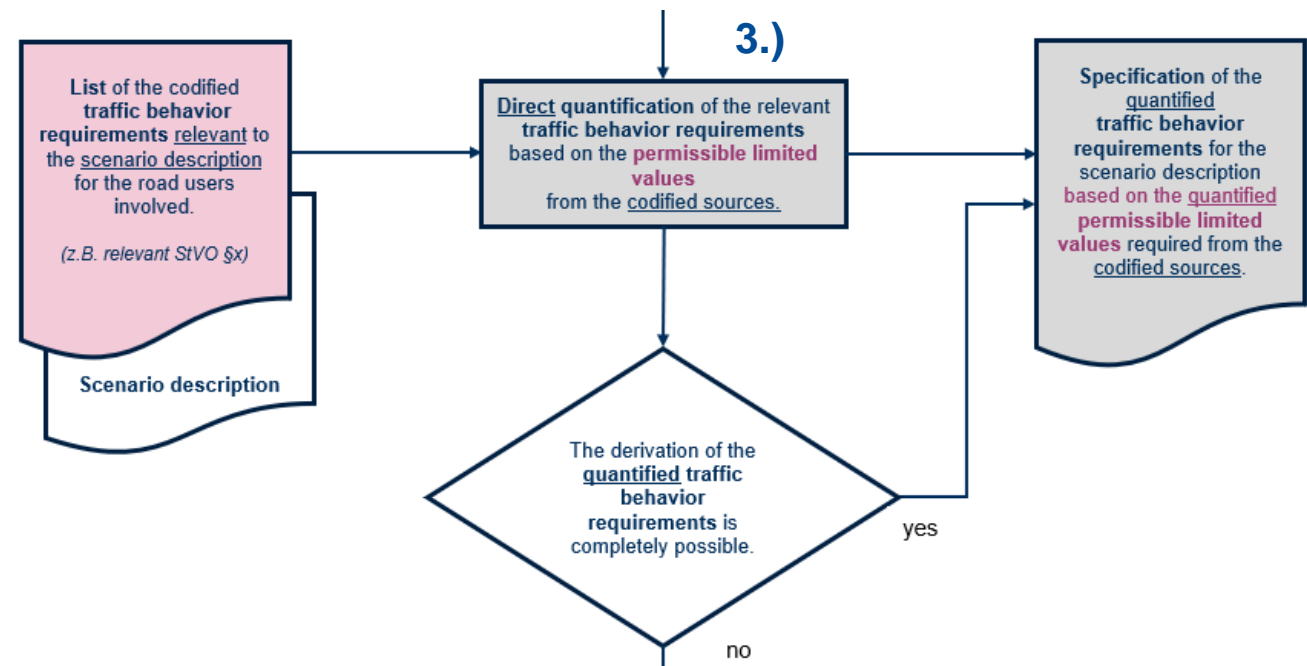 3.)
List of the codified
traffic behavior
requirements relevant to
the scenario description
for the road users
involved.
(z.B. relevant StVO §x)
Scenario description
Direct quantification of the relevant
traffic behavior requirements
based on the permissible limited
values
from the codified sources.
Specification of the
quantified
traffic behavior
requirements for the
scenario description
based on the quantified
permissible limited
values required from the
codified sources.
The derivation of the
quantified traffic
behavior
requirements is
completely possible.
yes
no